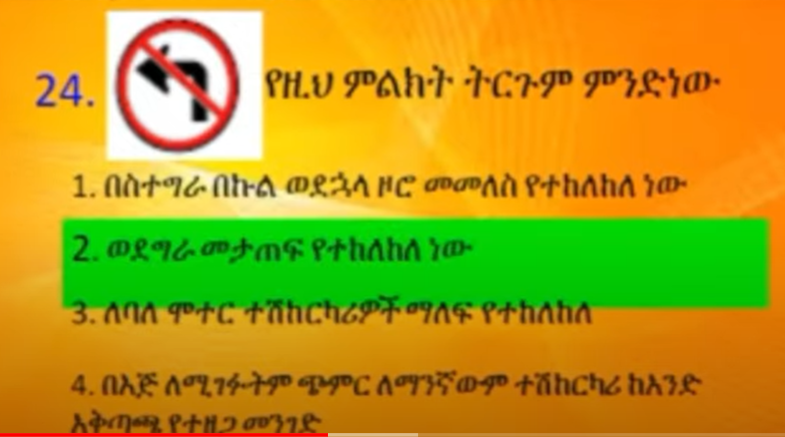 24. የዚህ ምልክት ትርጉም ምንድነው
1. በስተግራ በኩል ወደኋላ ዞሮ መመለስ የተከለከለ ነው
2. ወደግራ መታጠፍ የተከለከለ ነው
3. ለባለ ሞተር ተሽከርካሪዎች ማለፍ የተከለከለ
4. በእጅ ለሚገፉትም ጭምር ለማንኛውም ተሽከርካሪ ከአንድ
አቅጣጫ የተዘጋ መንገድ